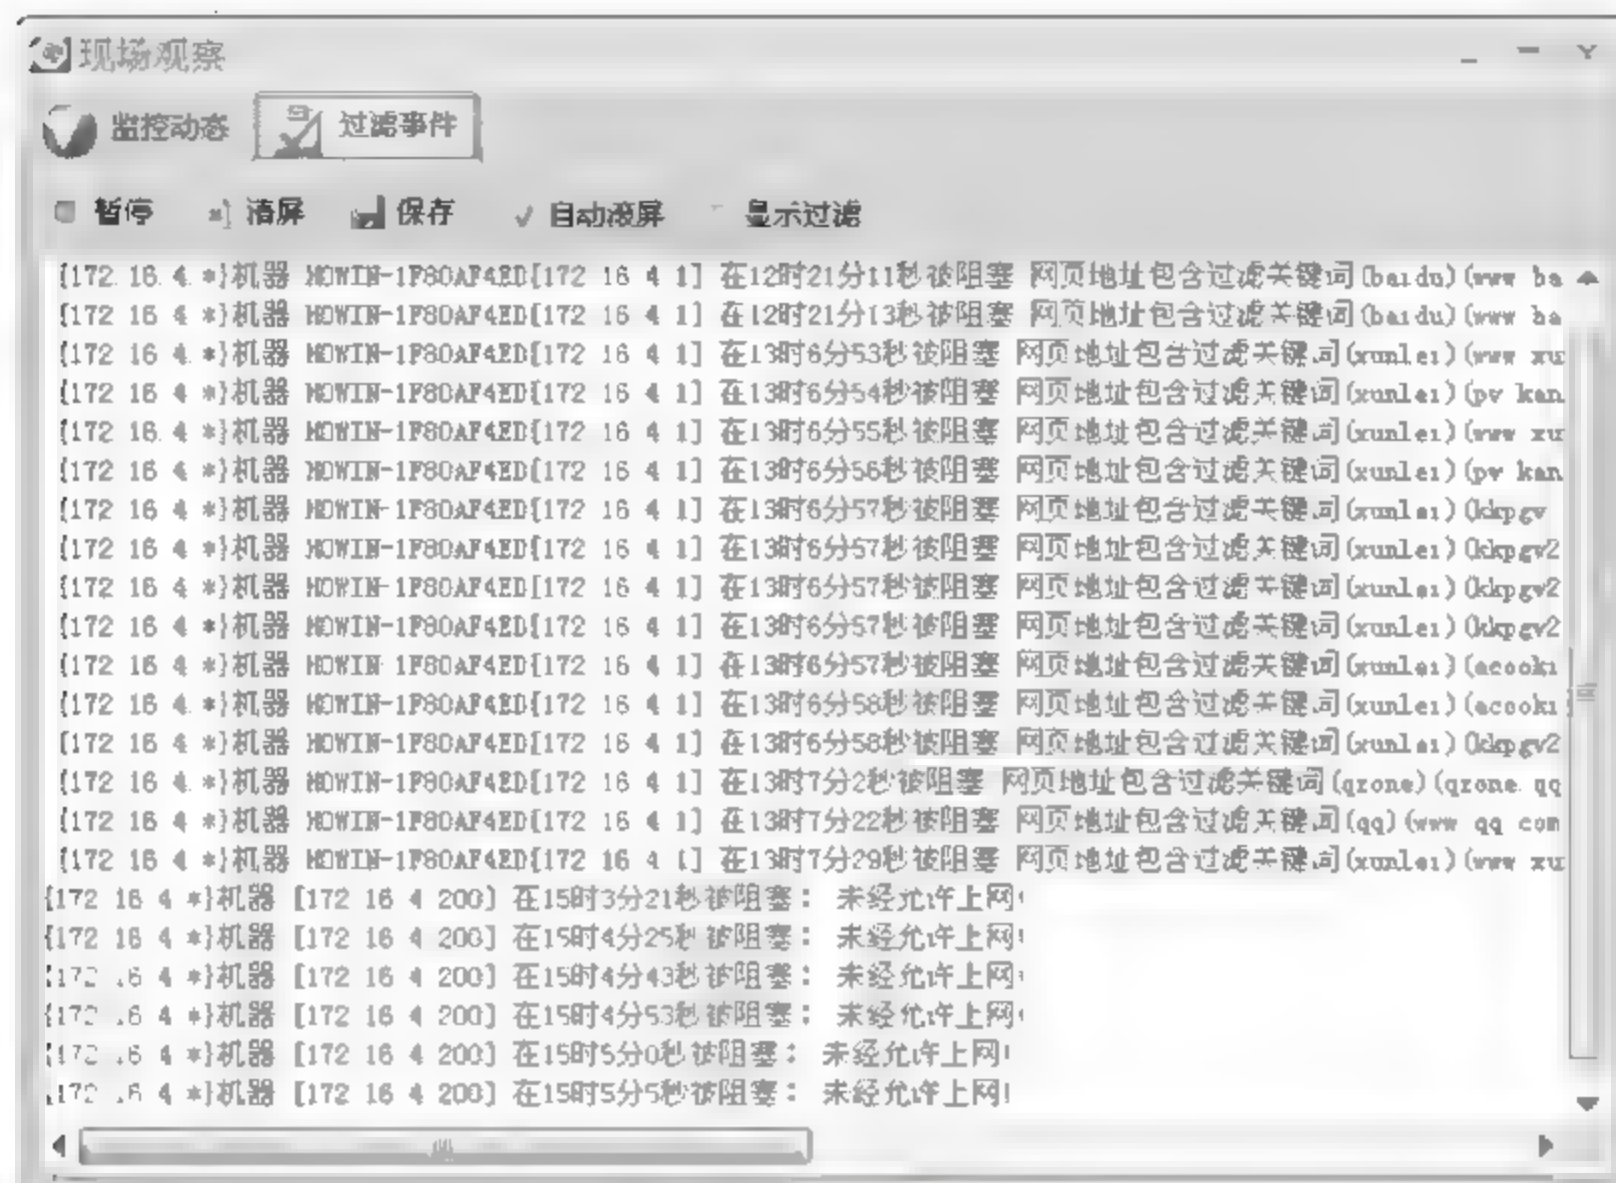 现场观察
监控动态 过滤事件
暂停 清屏 保存 自动滚屏 显示过滤
{172.16.4.*}机器 HOWIN-1F80AF4ED[172 16 4 1] 在12时21分11秒被阻塞 网页地址包含过滤关键词(baidu)(www ba
{172 16 4 *}机器 HOWIN-1F80AF4ED[172 16 4 1] 在12时21分13秒被阻塞 网页地址包含过滤关键词(baidu)(www ba
{172 16 4 *}机器 HOWIN-1F80AF4ED[172 16 4 1] 在13时6分53秒被阻塞 网页地址包含过滤关键词(xunlei)(www xu
{172 16 4 *}机器 HOWIN-1F80AF4ED[172 16 4 1] 在13时6分54秒被阻塞 网页地址包含过滤关键词(xunlei)(pv kan
{172 16.4 *}机器 HOWIN-1F80AF4ED[172 16 4 1] 在13时6分55秒被阻塞 网页地址包含过滤关键词(xunlei)(www xu
{172 16 4 *}机器 HOWIN-1F80AF4ED[172 16 4 1] 在13时6分56秒被阻塞 网页地址包含过滤关键词(xunlei)(pv kan
{172 16 4 *}机器 HOWIN-1F80AF4ED[172 16 4 1] 在13时6分57秒被阻塞 网页地址包含过滤关键词(xunlei)(kkpgv
{172 16 4 *}机器 HOWIN-1F80AF4ED[172 16 4 1] 在13时6分57秒被阻塞 网页地址包含过滤关键词(xunlei)(kkpgv2
{172 16 4 *}机器 HOWIN-1F80AF4ED[172 16 4 1] 在13时6分57秒被阻塞 网页地址包含过滤关键词(xunlei)(kkpgv2
{172 16 4 *}机器 HOWIN-1F80AF4ED[172 16 4 1] 在13时6分57秒被阻塞 网页地址包含过滤关键词(xunlei)(kkpgv2
{172 16 4 *}机器 HOWIN-1F80AF4ED[172 16 4 1] 在13时6分57秒被阻塞 网页地址包含过滤关键词(xunlei)(acooki
{172 16 4 *}机器 HOWIN-1F80AF4ED[172 16 4 1] 在13时6分58秒被阻塞 网页地址包含过滤关键词(xunlei)(acooki
{172 16 4 *}机器 HOWIN-1F80AF4ED[172 16 4 1] 在13时6分58秒被阻塞 网页地址包含过滤关键词(xunlei)(kkpgv2
{172 16 4 *}机器 HOWIN-1F80AF4ED[172 16 4 1] 在13时7分2秒被阻塞 网页地址包含过滤关键词(qzone)(qzone.qq
{172 16 4 *}机器 HOWIN-1F80AF4ED[172 16 4 1] 在13时7分22秒被阻塞 网页地址包含过滤关键词(qq)(www qq com
{172 16 4 *}机器 HOWIN-1F80AF4ED[172 16 4 1] 在13时7分29秒被阻塞 网页地址包含过滤关键词(xunlei)(www xu
{172 16 4 *}机器 [172 16 4 200] 在15时3分21秒被阻塞： 未经允许上网!
{172 16 4 *}机器 [172 16 4 200] 在15时4分25秒被阻塞： 未经允许上网!
{172 16 4 *}机器 [172 16 4 200] 在15时4分43秒被阻塞： 未经允许上网!
{172 16 4 *}机器 [172 16 4 200] 在15时4分53秒被阻塞： 未经允许上网!
{172 16 4 *}机器 [172 16 4 200] 在15时5分0秒被阻塞： 未经允许上网!
{172 16 4 *}机器 [172 16 4 200] 在15时5分5秒被阻塞： 未经允许上网!